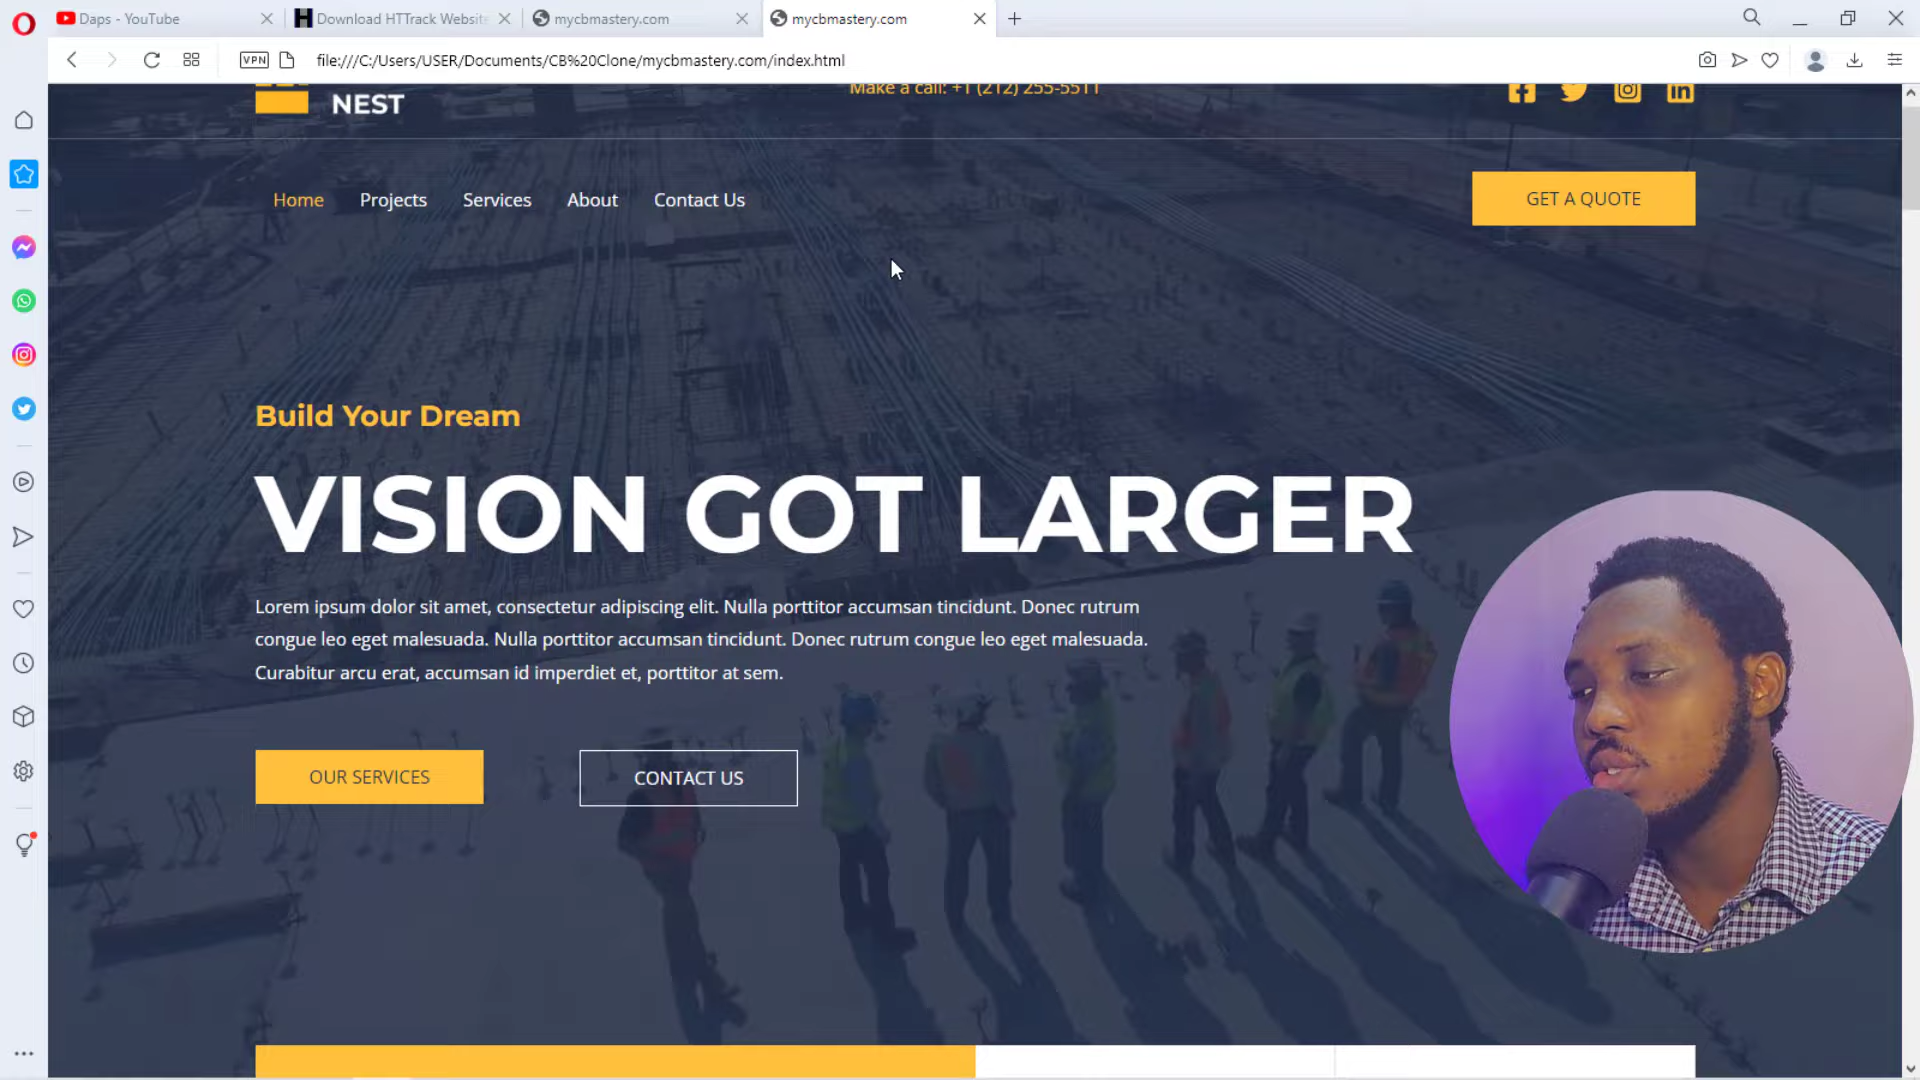 Daps - YouTube
Download HTTrack Website
mycbmastery.com
mycbmastery.com
VPN
file:///C:/Users/USER/Documents/CB%20Clone/mycbmastery.com/index.html
NEST
Make a call: +1 (212) 255-5511
Home
Projects
Services
About
Contact Us
GET A QUOTE
Build Your Dream
VISION GOT LARGER
Lorem ipsum dolor sit amet, consectetur adipiscing elit. Nulla porttitor accumsan tincidunt. Donec rutrum
congue leo eget malesuada. Nulla porttitor accumsan tincidunt. Donec rutrum congue leo eget malesuada.
Curabitur arcu erat, accumsan id imperdiet et, porttitor at sem.
OUR SERVICES
CONTACT US